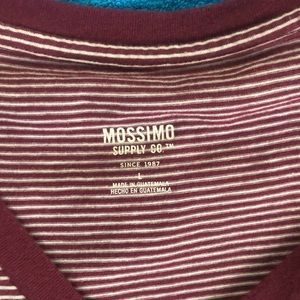 MOSSIMO
SUPPLY CO.™
SINCE 1987
L
MADE IN GUATEMALA
HECHO EN GUATEMALA